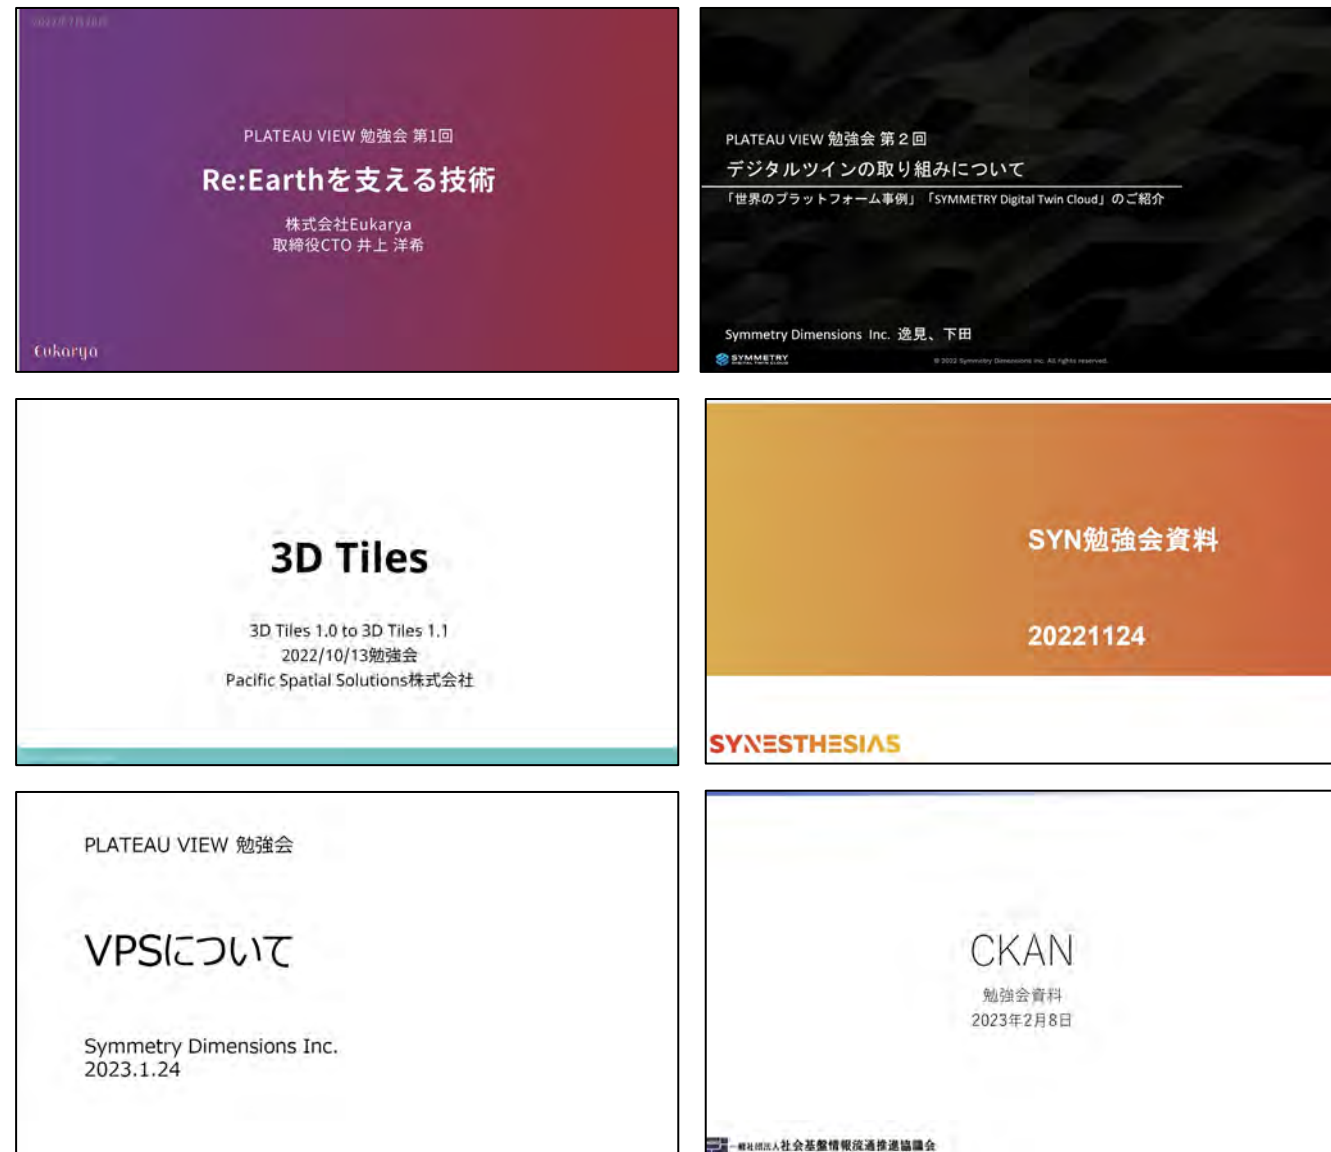 PLATEAU VIEW 勉強会 第1回
Re:Earthを支える技術
株式会社Eukarya
取締役CTO 井上 洋希
Eukarya
PLATEAU VIEW 勉強会 第２回
デジタルツインの取り組みについて
「世界のプラットフォーム事例」「SYMMETRY Digital Twin Cloud」のご紹介
Symmetry Dimensions Inc. 逸見、下田
SYMMETRY
DIGITAL TWIN CLOUD
© 2022 Symmetry Dimensions Inc. All rights reserved.
3D Tiles
3D Tiles 1.0 to 3D Tiles 1.1
2022/10/13勉強会
Pacific Spatial Solutions株式会社
SYN勉強会資料
20221124
SYNESTHESIAS
PLATEAU VIEW 勉強会
VPSについて
Symmetry Dimensions Inc.
2023.1.24
CKAN
勉強会資料
2023年2月8日
一般社団法人社会基盤情報流通推進協議会